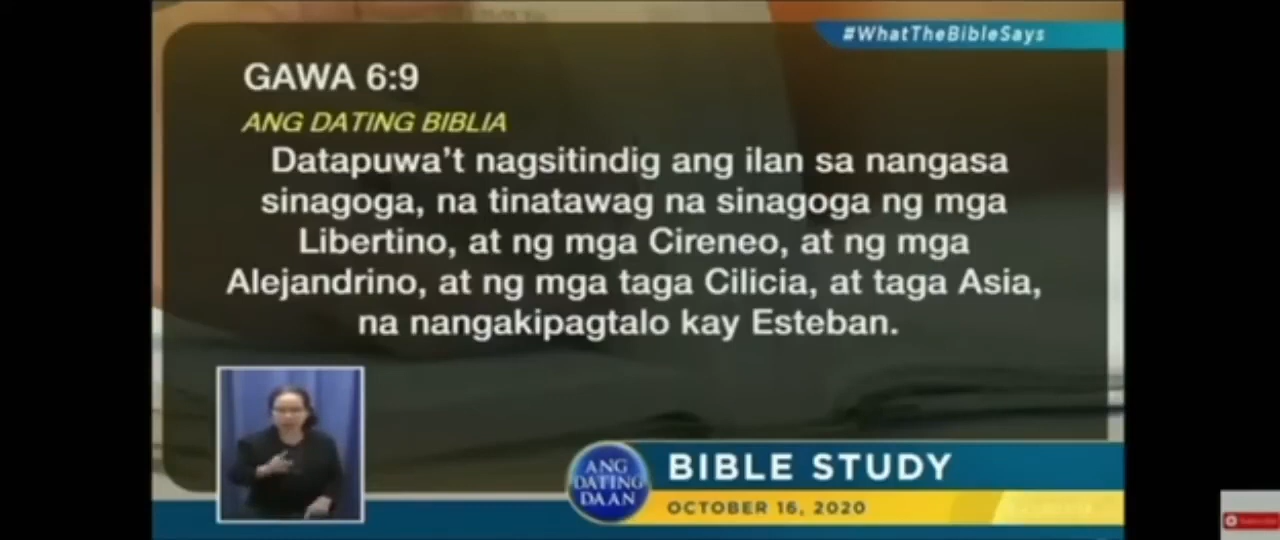 #WhatTheBibleSays
GAWA 6:9
ANG DATING BIBLIA
Datapuwa't nagsitindig ang ilan sa nangasa
sinagoga, na tinatawag na sinagoga ng mga
Libertino, at ng mga Cireneo, at ng mga
Alejandrino, at ng mga taga Cilicia, at taga Asia,
na nangakipagtalo kay Esteban.
ANG
DATING
DAAN
BIBLE STUDY
OCTOBER 16, 2020